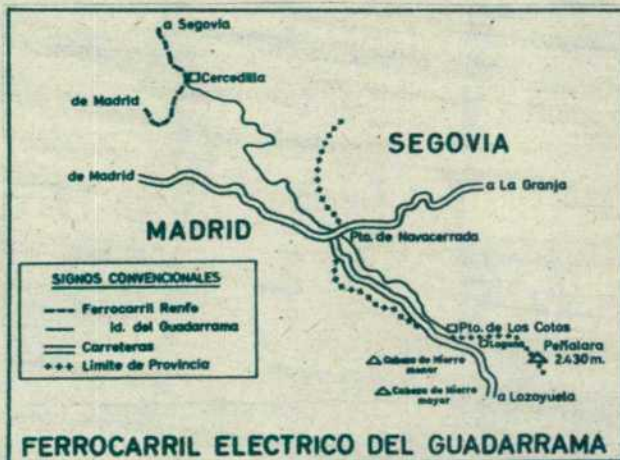 a Segovia
Cercedilla
de Madrid
SEGOVIA
de Madrid
a La Granja
MADRID
Pto. de Navacerrada
SIGNOS CONVENCIONALES
Ferrocarril Renfe
id. del Guadarrama
Carreteras
Límite de Provincia
Pto. de Los Cotos
Laguna
Peñalara
2.430 m.
Cabeza de Hierro
menor
Cabeza de Hierro
mayor
a Lozoyuela
FERROCARRIL ELECTRICO DEL GUADARRAMA